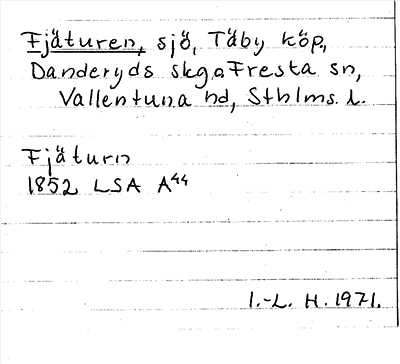 Fjäturen, sjö, Täby köp.,
Danderyds skg o Fresta sn,
Vallentuna hd, Sthlms. l.
Fjäturn
1852 LSA A44
I.-L. H. 1971.